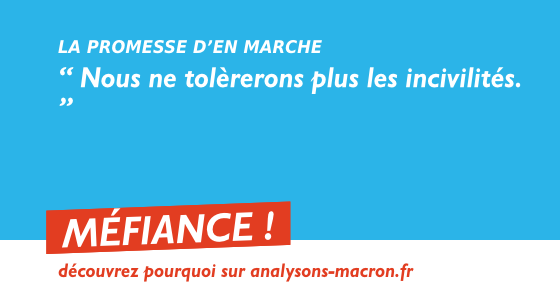 LA PROMESSE D’EN MARCHE
“ Nous ne tolèrerons plus les incivilités.
”
MÉFIANCE !
découvrez pourquoi sur analysons-macron.fr